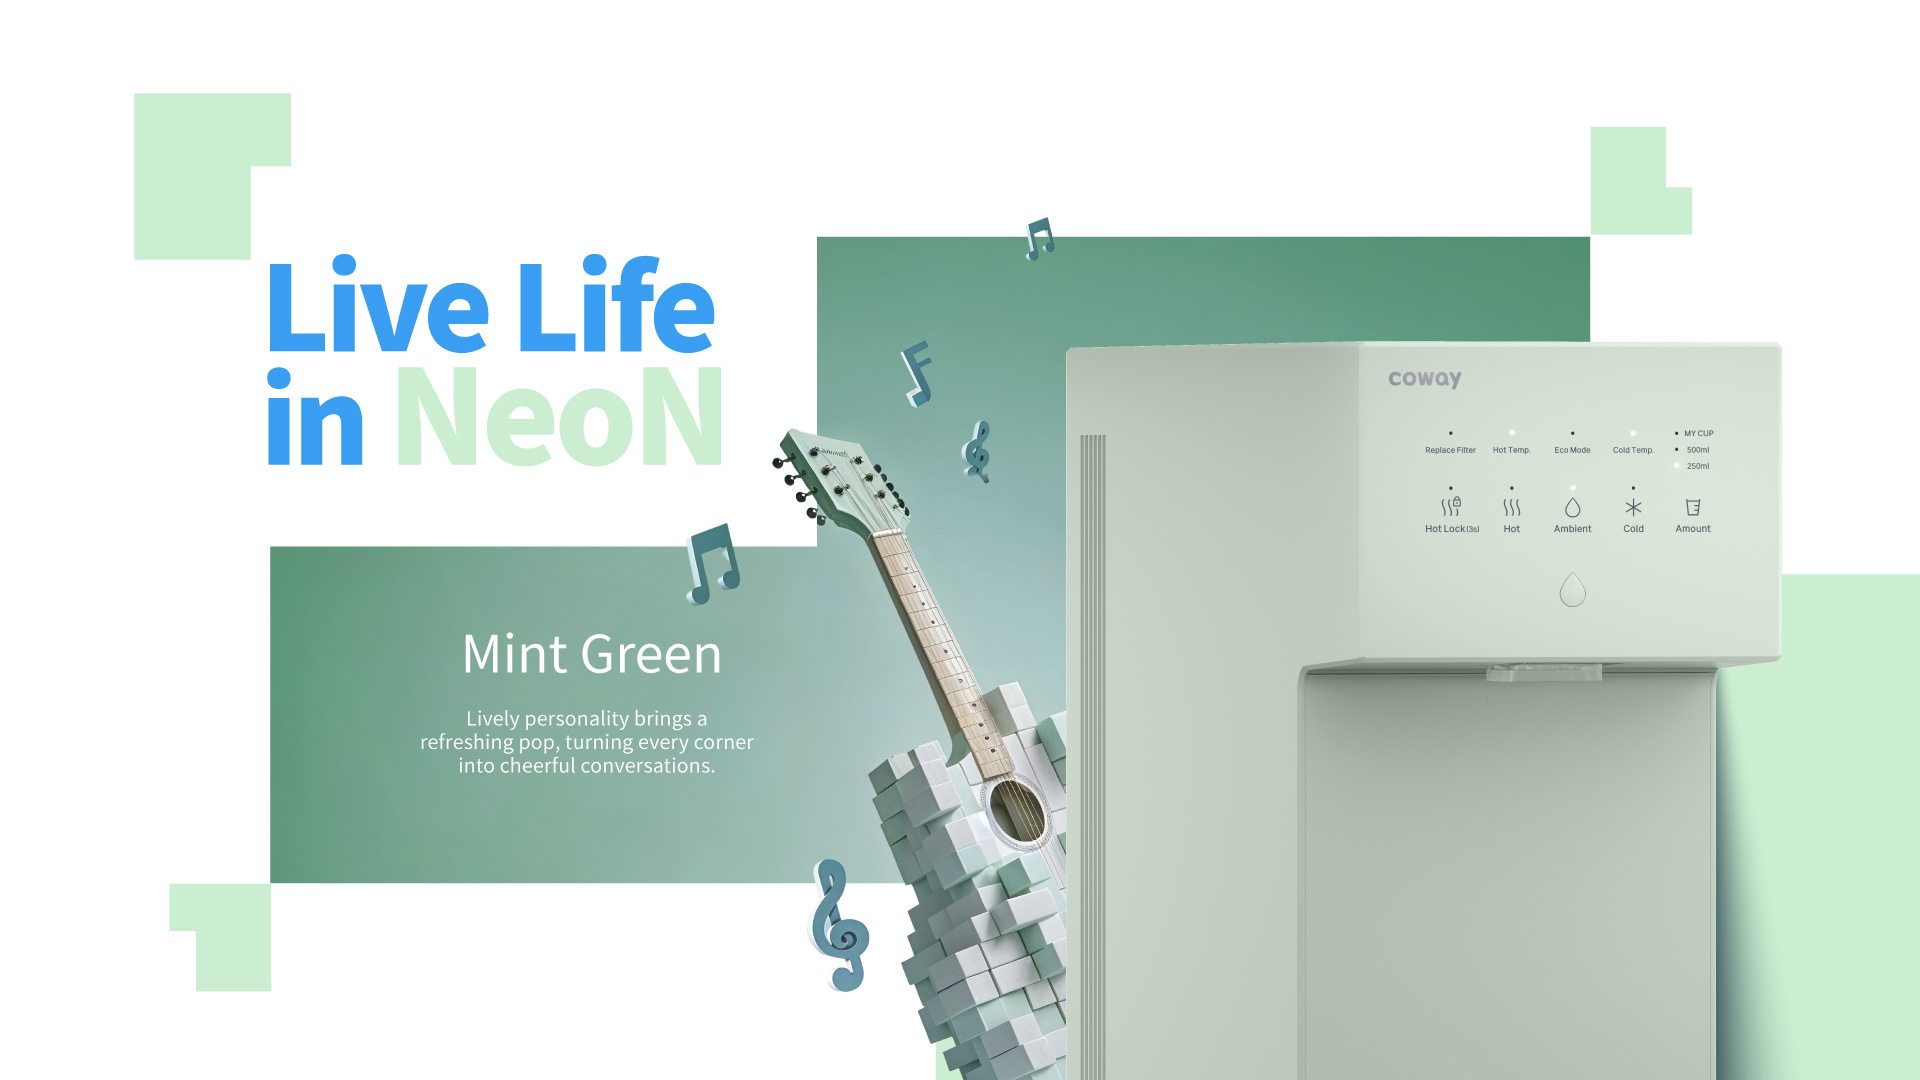 Live Life
in NeoN
Mint Green
Lively personality brings a
refreshing pop, turning every corner
into cheerful conversations.
coway
Replace Filter
Hot Temp.
Eco Mode
Cold Temp.
MY CUP
500ml
250ml
Hot Lock(3s)
Hot
Ambient
Cold
Amount